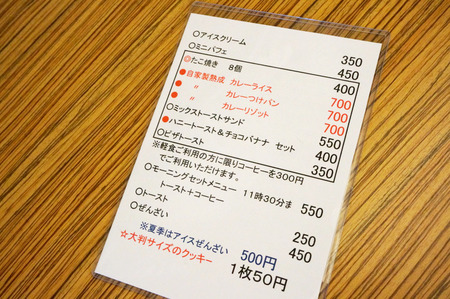 ○アイスクリーム 350
○ミニパフェ 450
◎たこ焼き 8個 400
●自家製熟成 カレーライス 700
● 〃 カレーつけパン 700
● 〃 カレーリゾット 700
○ミックストーストサンド 550
●ハニートースト&チョコバナナ セット 400
○ピザトースト 350
※軽食ご利用の方に限りコーヒーを300円
でご利用いただけます。
○モーニングセットメニュー 11時30分ま
トースト+コーヒー 550
○トースト 250
○ぜんざい 450
※夏季はアイスぜんざい 500円
☆大判サイズのクッキー 1枚50円